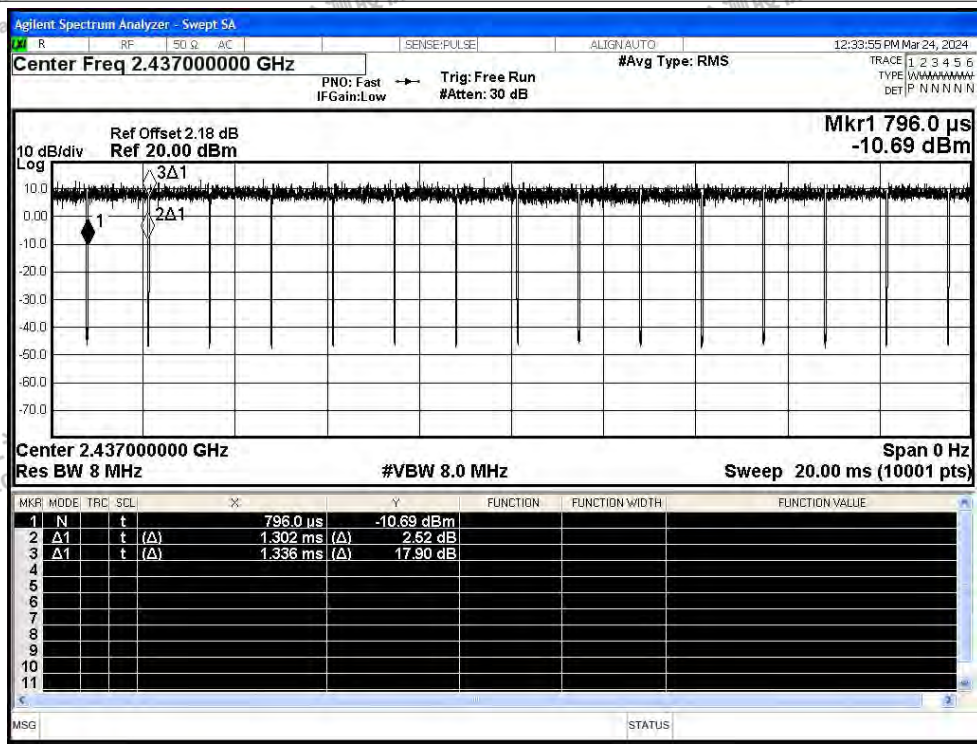 Agilent Spectrum Analyzer - Swept SA
R RF 50 Ω AC SENSE:PULSE ALIGN AUTO 12:33:55 PM Mar 24, 2024
Center Freq 2.437000000 GHz
PNO: Fast
IFGain:Low
Trig: Free Run
#Atten: 30 dB
#Avg Type: RMS
TRACE 1 2 3 4 5 6
TYPE
DET P N N N N N
Ref Offset 2.18 dB
10 dB/div Ref 20.00 dBm
Log
Mkr1 796.0 µs
-10.69 dBm
3Δ1
10.0
2Δ1
0.00
1
-10.0
-20.0
-30.0
-40.0
-50.0
-60.0
-70.0
Center 2.437000000 GHz Span 0 Hz
Res BW 8 MHz #VBW 8.0 MHz Sweep 20.00 ms (10001 pts)
MKR MODE TRC SCL X Y FUNCTION FUNCTION WIDTH FUNCTION VALUE
1 N t 796.0 µs -10.69 dBm
2 Δ1 t (Δ) 1.302 ms (Δ) 2.52 dB
3 Δ1 t (Δ) 1.336 ms (Δ) 17.90 dB
4
5
6
7
8
9
10
11
MSG STATUS